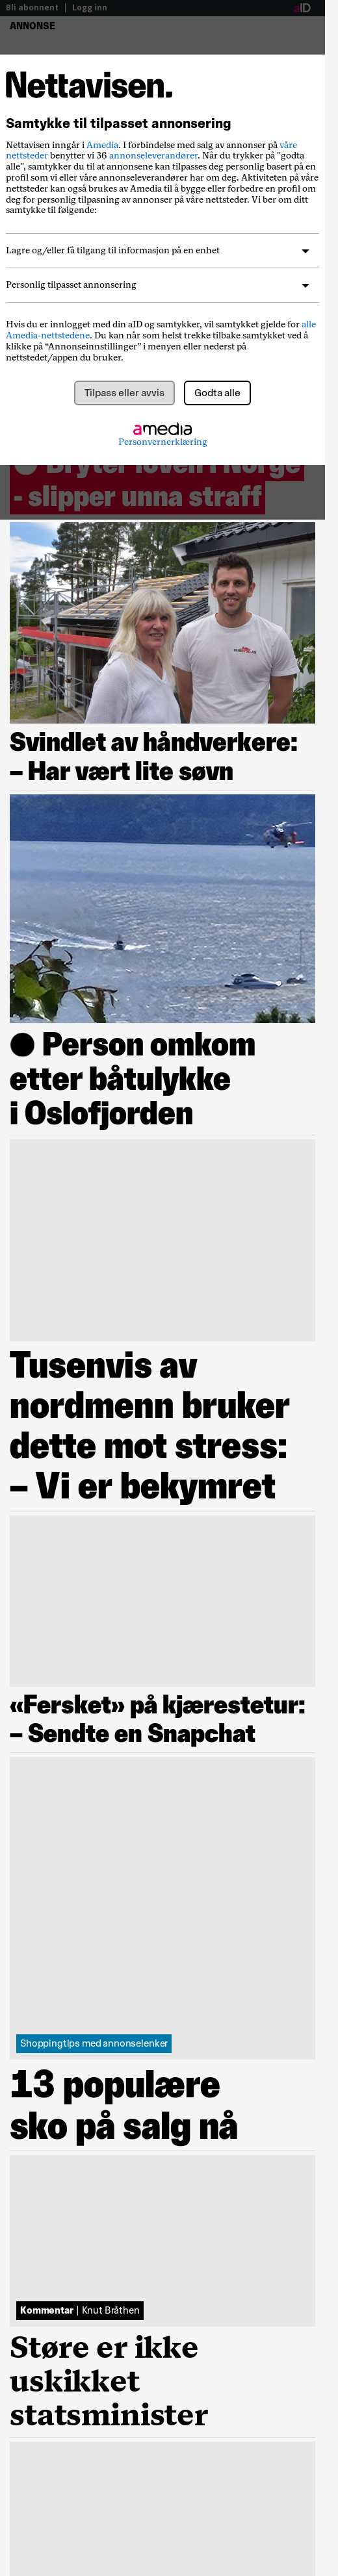 Bli abonnent | Logg inn aID
ANNONSE
Nettavisen.
Samtykke til tilpasset annonsering
Nettavisen inngår i Amedia. I forbindelse med salg av annonser på våre
nettsteder benytter vi 36 annonseleverandører. Når du trykker på "godta
alle", samtykker du til at annonsene kan tilpasses deg personlig basert på en
profil som vi eller våre annonseleverandører har om deg. Aktiviteten på våre
nettsteder kan også brukes av Amedia til å bygge eller forbedre en profil om
deg for personlig tilpasning av annonser på våre nettsteder. Vi ber om ditt
samtykke til følgende:
Lagre og/eller få tilgang til informasjon på en enhet
Personlig tilpasset annonsering
Hvis du er innlogget med din aID og samtykker, vil samtykket gjelde for alle
Amedia-nettstedene. Du kan når som helst trekke tilbake samtykket ved å
klikke på “Annonseinnstillinger” i menyen eller nederst på
nettstedet/appen du bruker.
Tilpass eller avvis Godta alle
amedia
Personvernerklæring
Bryter loven i Norge
- slipper unna straff
Svindlet av håndverkere:
– Har vært lite søvn
Person omkom
etter båtulykke
i Oslofjorden
Tusenvis av
nordmenn bruker
dette mot stress:
– Vi er bekymret
«Fersket» på kjærestetur:
– Sendte en Snapchat
Shoppingtips med annonselenker
13 populære
sko på salg nå
Kommentar | Knut Bråthen
Støre er ikke
uskikket
statsminister